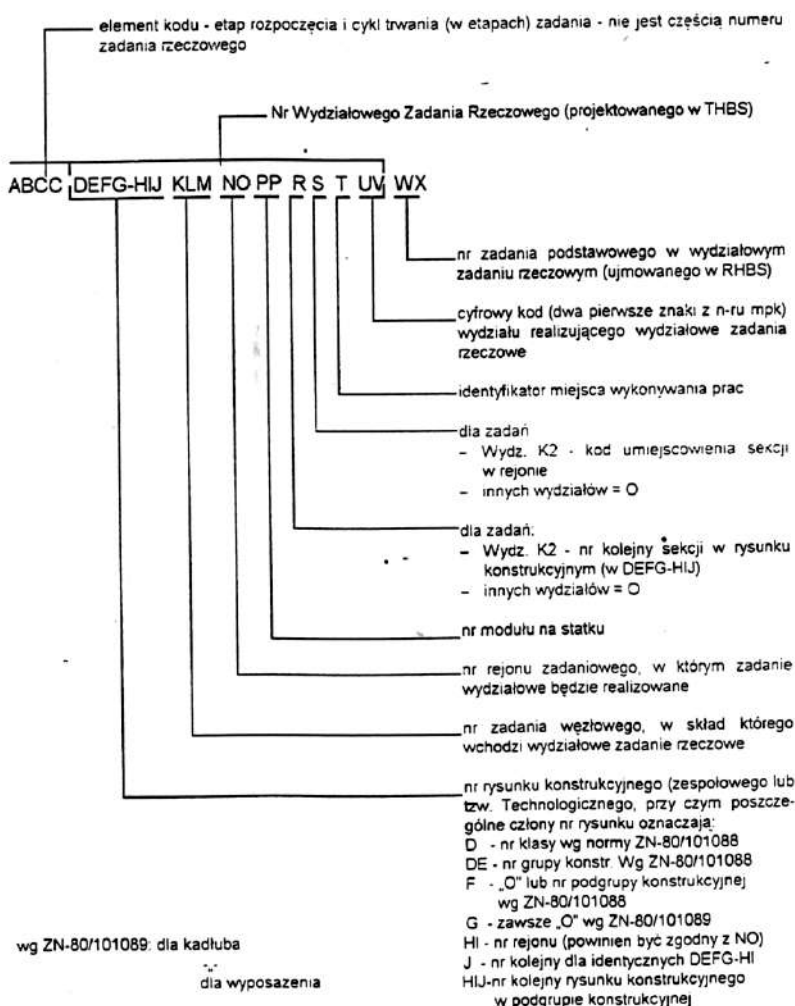 element kodu - etap rozpoczęcia i cykl trwania (w etapach) zadania - nie jest częścią numeru
zadania rzeczowego
Nr Wydziałowego Zadania Rzeczowego (projektowanego w THBS)
ABCC DEFG-HIJ KLM NO PP R S T UV WX
nr zadania podstawowego w wydziałowym
zadaniu rzeczowym (ujmowanego w RHBS)
cyfrowy kod (dwa pierwsze znaki z n-ru mpk)
wydziału realizującego wydziałowe zadania
rzeczowe
identyfikator miejsca wykonywania prac
dla zadań
- Wydz. K2 - kod umiejscowienia sekcji
w rejonie
- innych wydziałów = O
dla zadań:
- Wydz. K2 - nr kolejny sekcji w rysunku
konstrukcyjnym (w DEFG-HIJ)
- innych wydziałów = O
nr modułu na statku
nr rejonu zadaniowego, w którym zadanie
wydziałowe będzie realizowane
nr zadania węzłowego, w skład którego
wchodzi wydziałowe zadanie rzeczowe
nr rysunku konstrukcyjnego (zespołowego lub
tzw. Technologicznego, przy czym poszcze-
gólne człony nr rysunku oznaczają:
D - nr klasy wg normy ZN-80/101088
DE - nr grupy konstr. Wg ZN-80/101088
F - „O" lub nr podgrupy konstrukcyjnej
wg ZN-80/101088
G - zawsze „O" wg ZN-80/101089
wg ZN-80/101089: dla kadłuba
HI - nr rejonu (powinien być zgodny z NO)
J - nr kolejny dla identycznych DEFG-HI
-„-
dla wyposazenia
HIJ-nr kolejny rysunku konstrukcyjnego
w podgrupie konstrukcyjnej